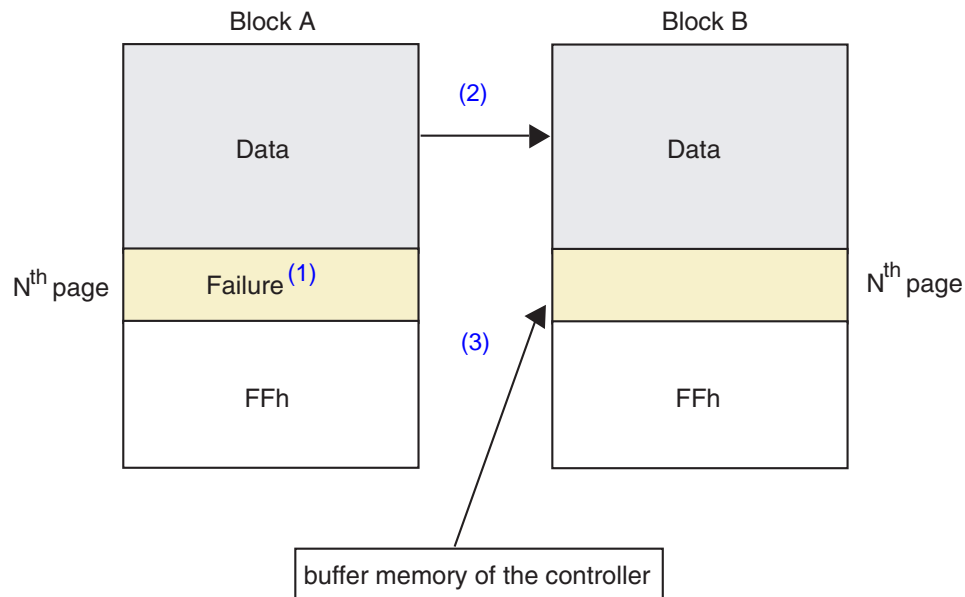 Block A
Block B
(2)
Data
Data
Nth page
Failure(1)
Nth page
(3)
FFh
FFh
buffer memory of the controller